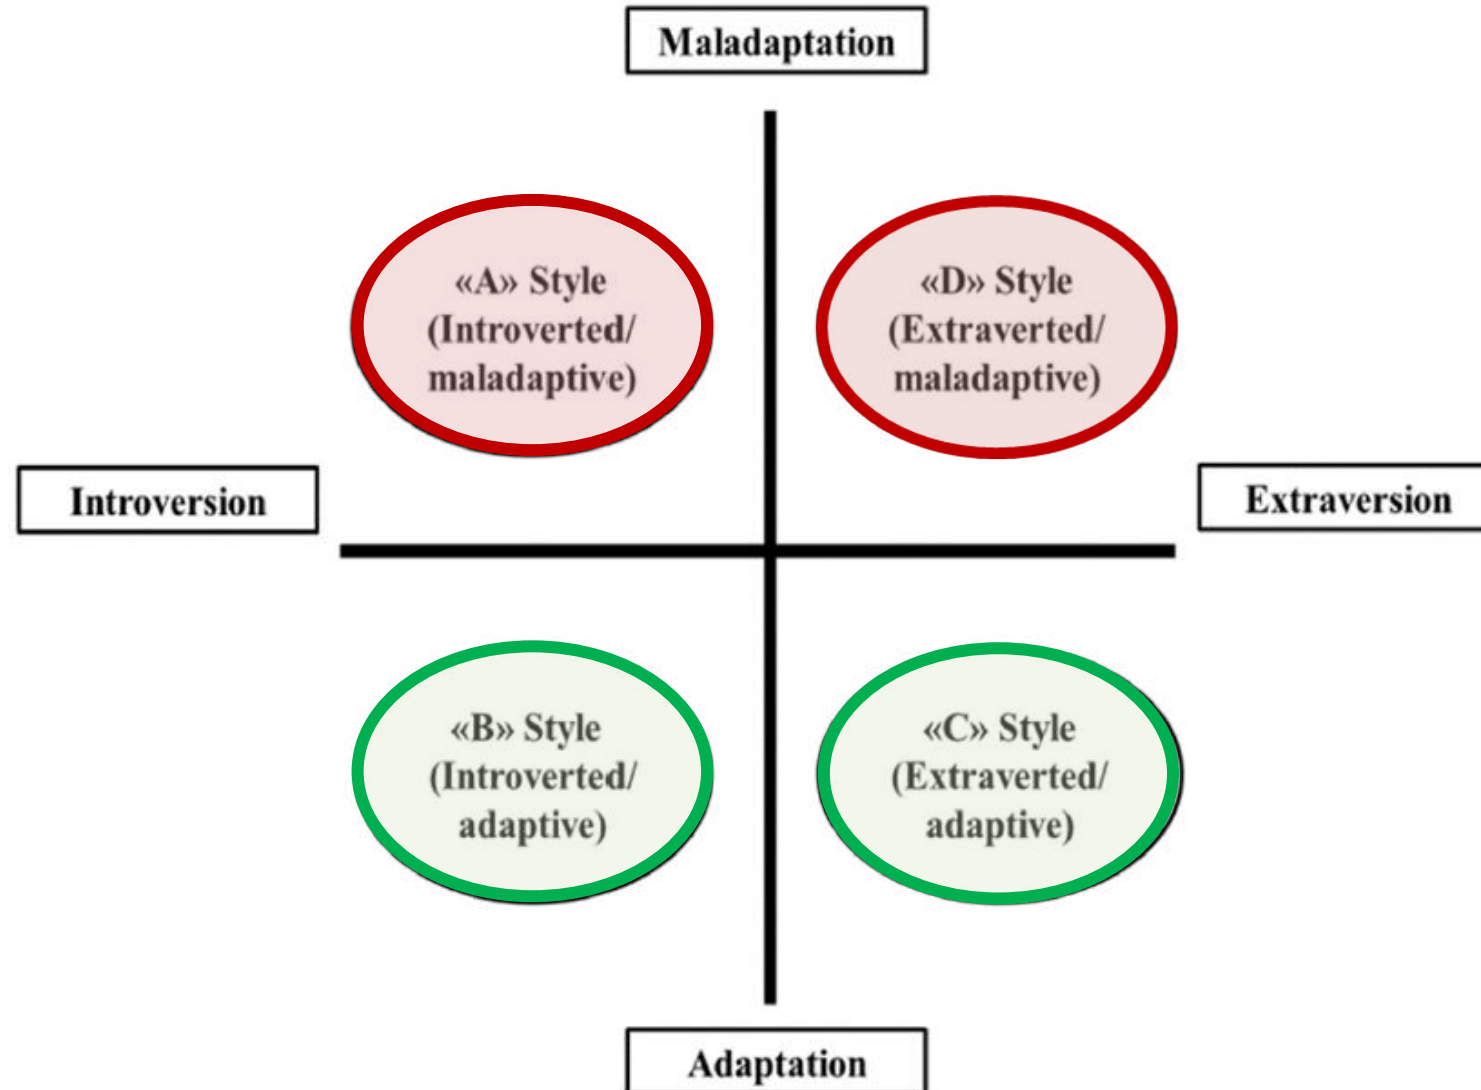 Maladaptation
«A» Style
(Introverted/
maladaptive)
«D» Style
(Extraverted/
maladaptive)
Introversion
Extraversion
«B» Style
(Introverted/
adaptive)
«C» Style
(Extraverted/
adaptive)
Adaptation